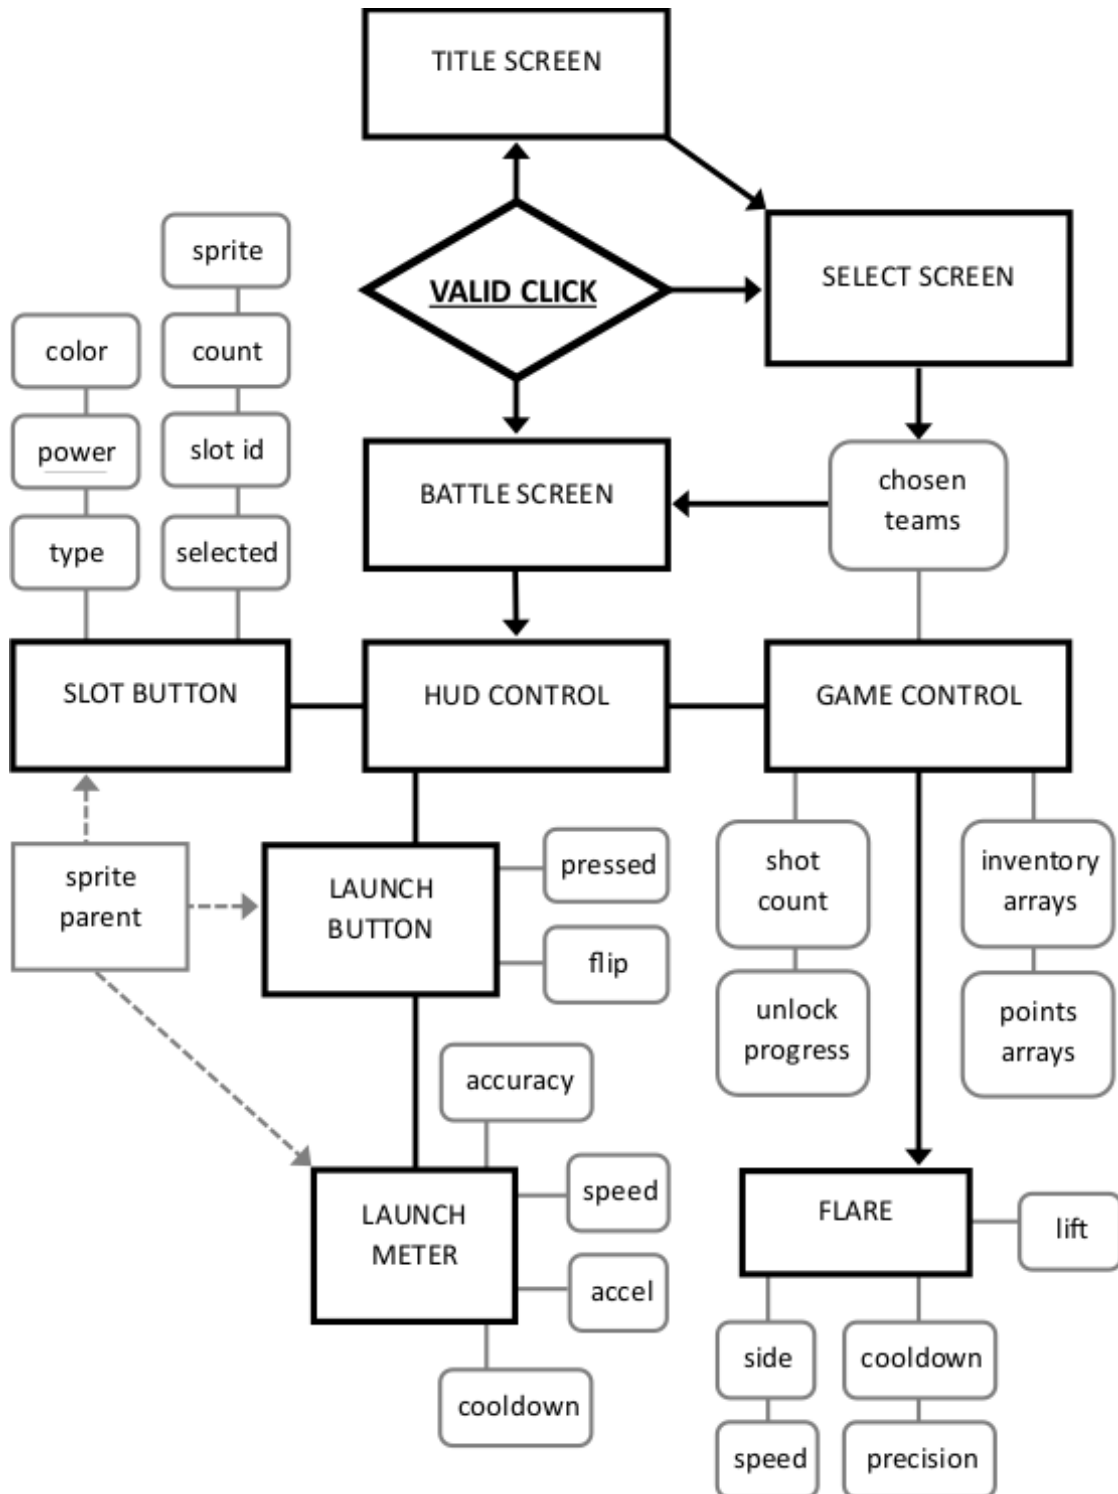 TITLE SCREEN
VALID CLICK
SELECT SCREEN
sprite
color
count
power
slot id
type
selected
BATTLE SCREEN
chosen
teams
SLOT BUTTON
HUD CONTROL
GAME CONTROL
sprite
parent
LAUNCH
BUTTON
pressed
flip
shot
count
inventory
arrays
unlock
progress
points
arrays
accuracy
LAUNCH
METER
speed
accel
cooldown
FLARE
lift
side
cooldown
speed
precision